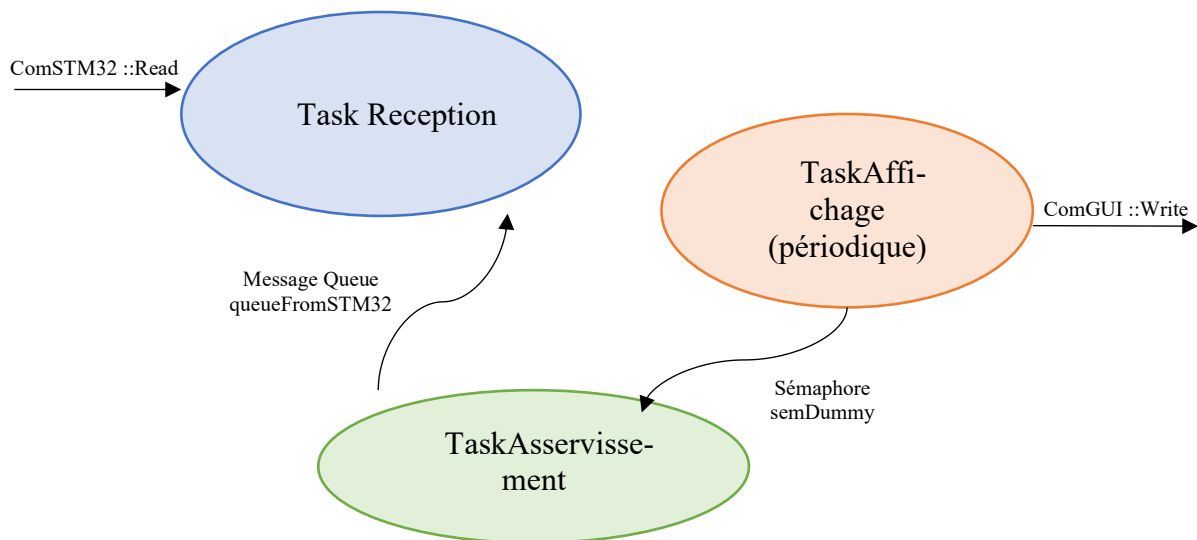 ComSTM32 ::Read
Task Reception
TaskAffi-
chage
(périodique)
ComGUI ::Write
Message Queue
queueFromSTM32
Sémaphore
semDummy
TaskAsservisse-
ment